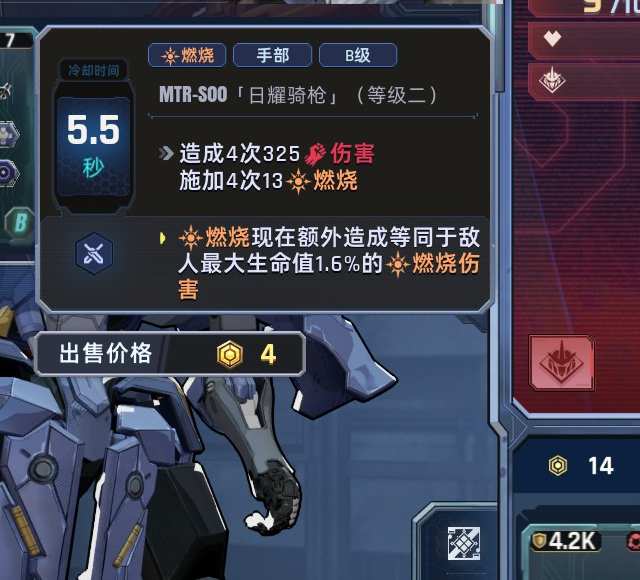 9 /10
7
燃烧 手部 B级
冷却时间
MTR-S00「日耀骑枪」（等级二）
5.5
秒
造成4次325伤害
施加4次13燃烧
B
燃烧现在额外造成等同于敌
人最大生命值1.6%的燃烧伤
害
出售价格 4
14
4.2K